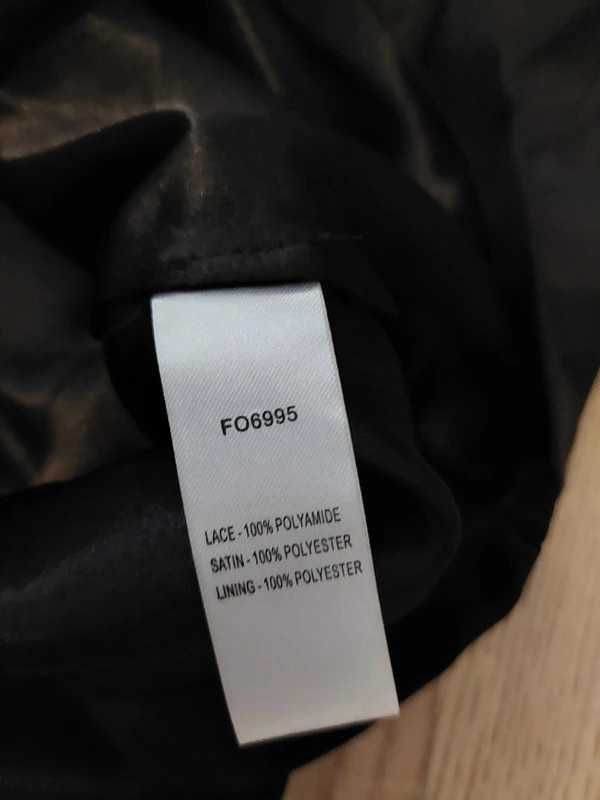 FO6995
LACE - 100% POLYAMIDE
SATIN - 100% POLYESTER
LINING - 100% POLYESTER